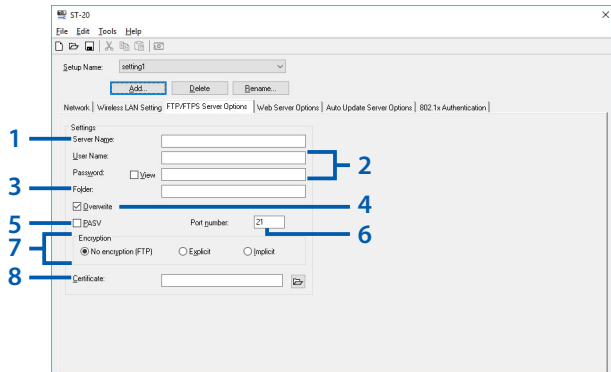 ST-20
File Edit Tools Help
Setup Name: setting1
Add... Delete Rename...
Network Wireless LAN Setting FTP/FTPS Server Options Web Server Options Auto Update Server Options 802.1x Authentication
Settings
1 Server Name:
User Name:
2
Password: View
3 Folder:
Overwrite 4
5 PASV Port number: 21
6
7 Encryption
No encryption (FTP) Explicit Implicit
8 Certificate: